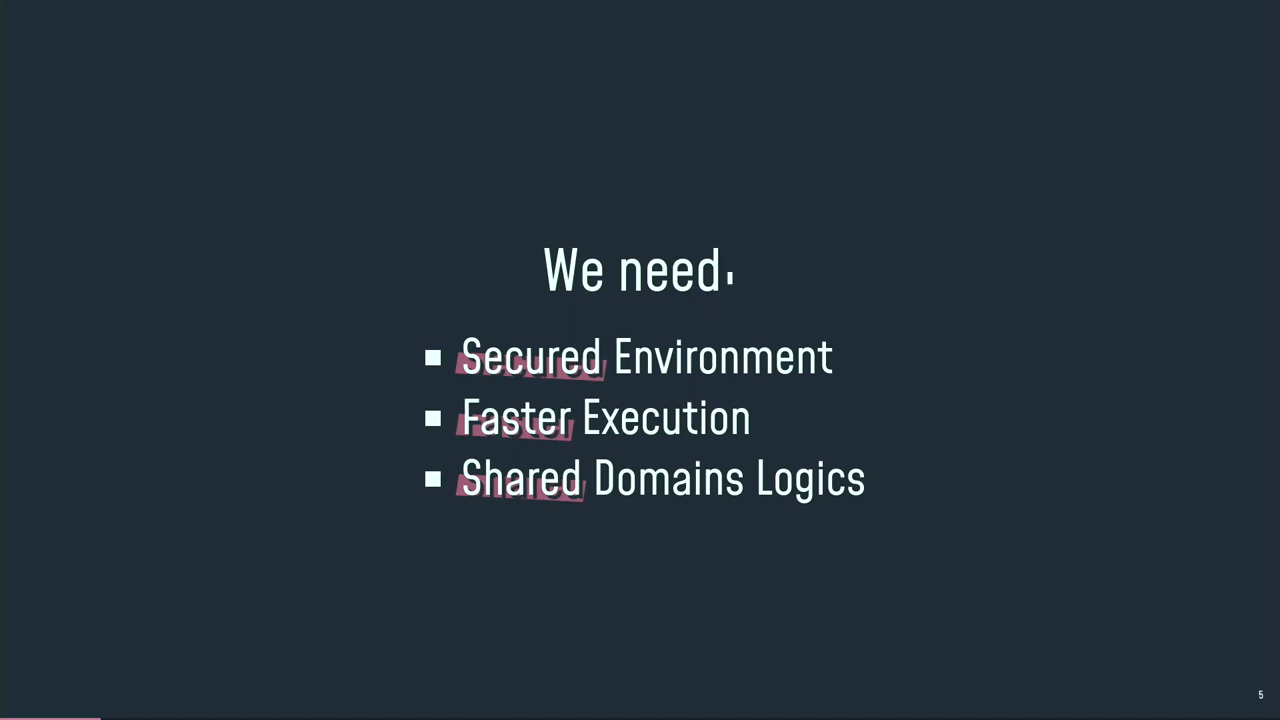 We need:
▪ Secured Environment
▪ Faster Execution
▪ Shared Domains Logics
5